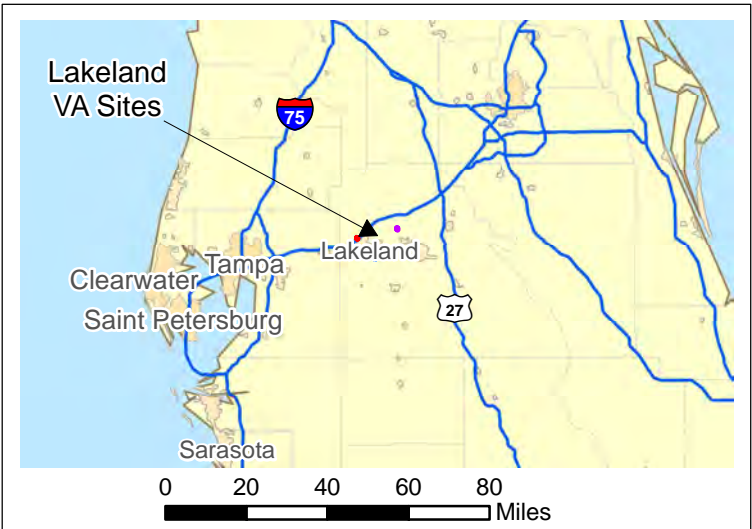 Lakeland
VA Sites
75
Lakeland
Tampa
Clearwater
Saint Petersburg
27
Sarasota
0 20 40 60 80
Miles